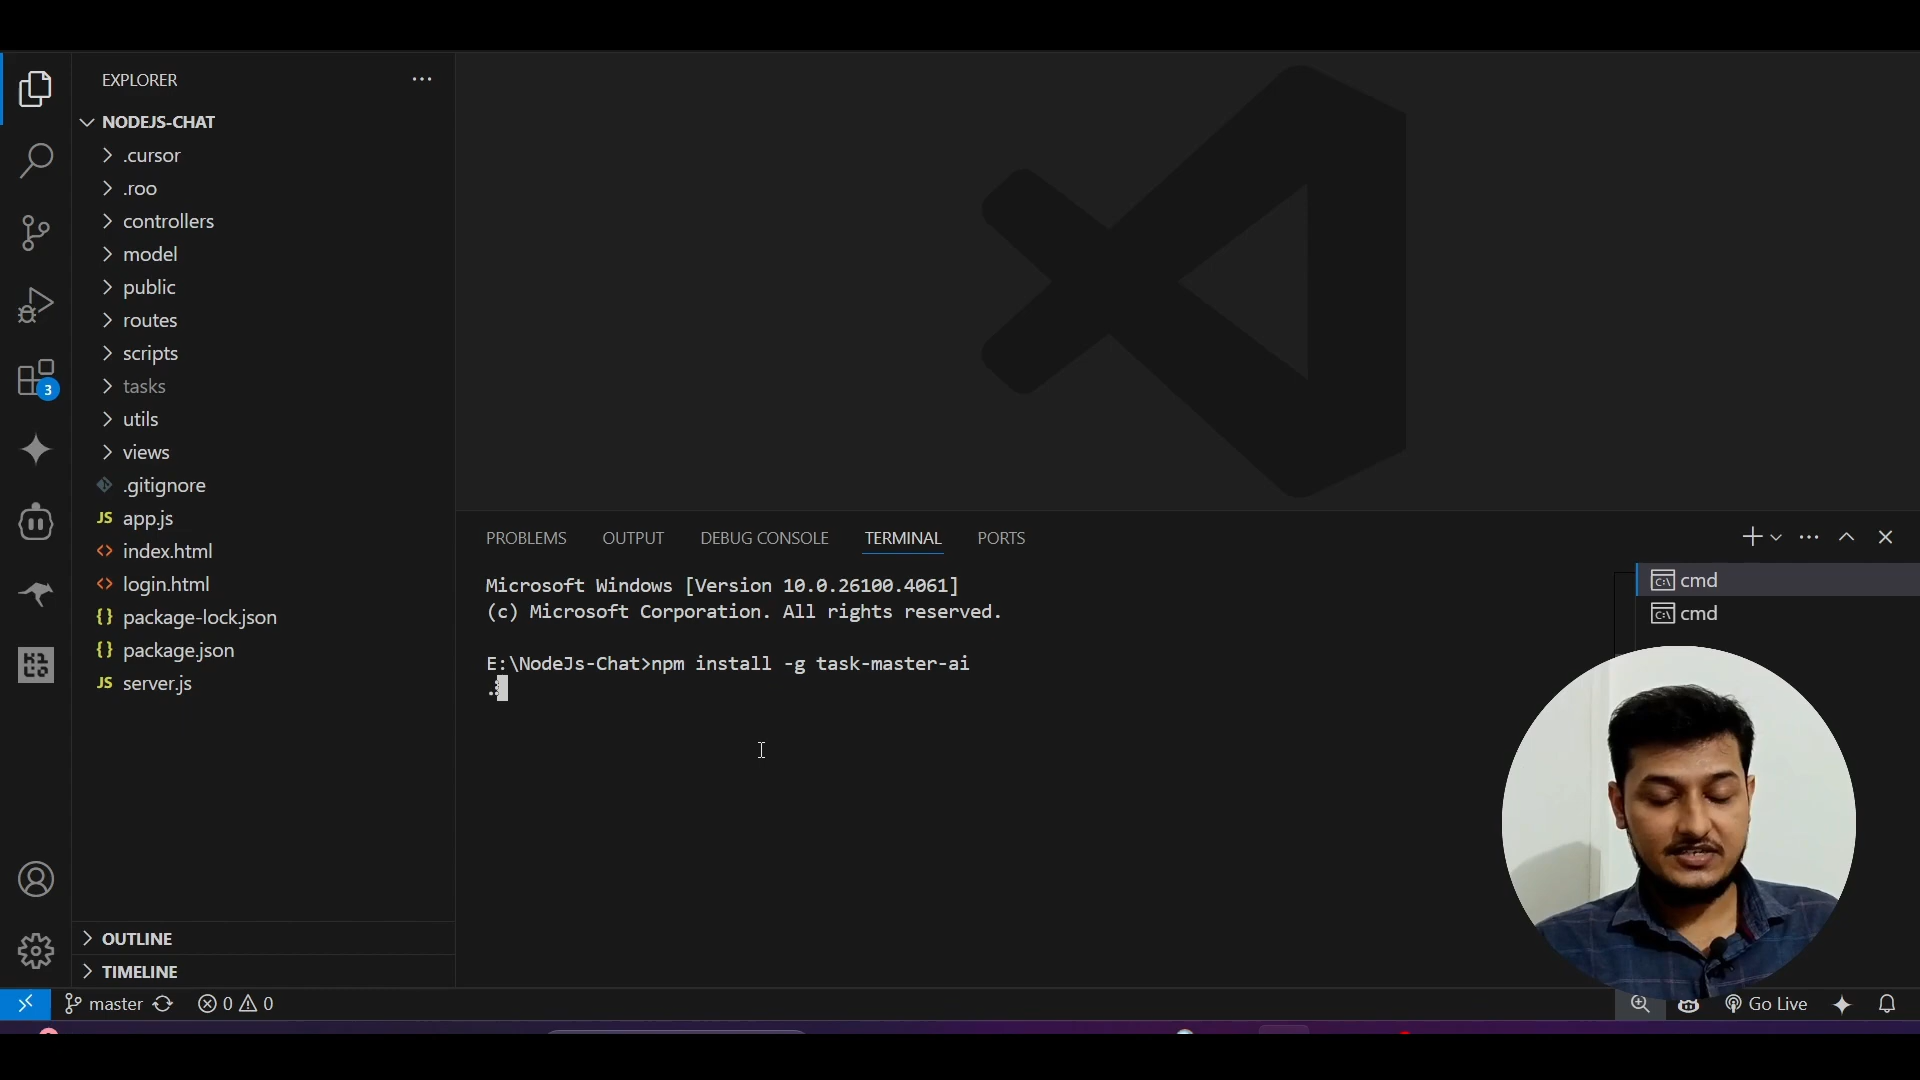 EXPLORER
NODEJS-CHAT
.cursor
.roo
controllers
model
public
routes
scripts
tasks
utils
views
.gitignore
JS app.js
<> index.html
<> login.html
{} package-lock.json
{} package.json
JS server.js
OUTLINE
TIMELINE
3
PROBLEMS OUTPUT DEBUG CONSOLE TERMINAL PORTS
Microsoft Windows [Version 10.0.26100.4061]
(c) Microsoft Corporation. All rights reserved.
E:\NodeJs-Chat>npm install -g task-master-ai
cmd
cmd
master 0 0
Go Live